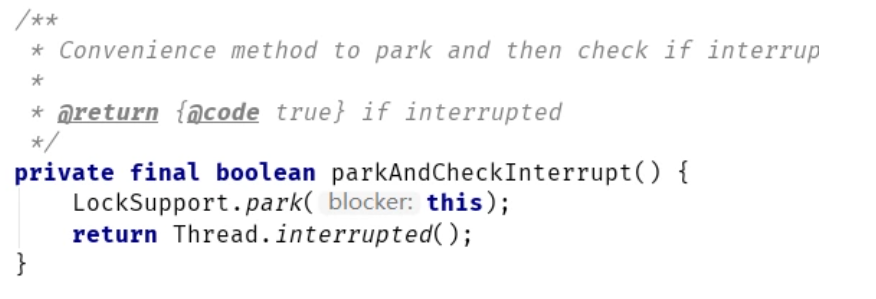 /**
 * Convenience method to park and then check if interrup
 *
 * @return {@code true} if interrupted
 */
private final boolean parkAndCheckInterrupt() {
    LockSupport.park( blocker: this);
    return Thread.interrupted();
}